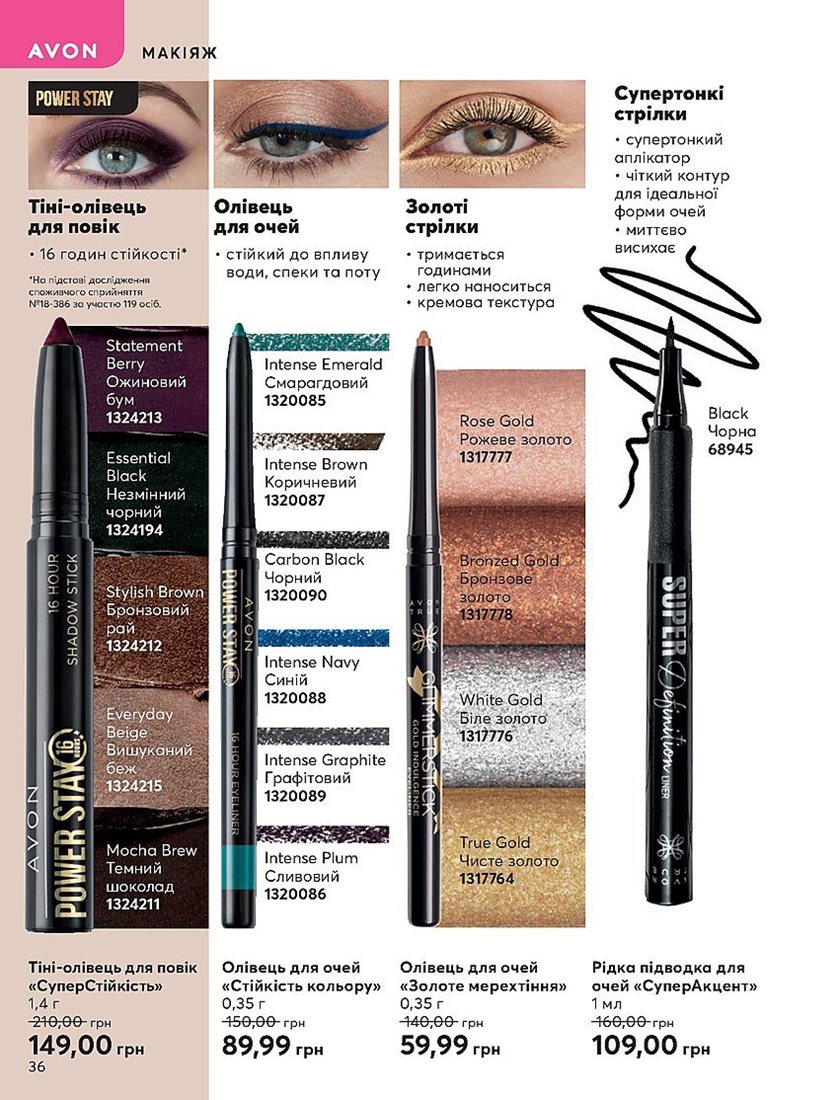 AVON
МАКІЯЖ
POWER STAY
Тіні-олівець
для повік
• 16 годин стійкості*
*На підставі дослідження
споживчого сприйняття
№18-386 за участю 119 осіб.
Statement
Berry
Ожиновий
бум
1324213
Essential
Black
Незмінний
чорний
1324194
Stylish Brown
Бронзовий
рай
1324212
Everyday
Beige
Вишуканий
беж
1324215
Mocha Brew
Темний
шоколад
1324211
16 HOUR
SHADOW STICK
AVON
POWER STAY 16 HOURS
Тіні-олівець для повік
«СуперСтійкість»
1,4 г
210,00 грн
149,00 грн
Олівець
для очей
• стійкий до впливу
води, спеки та поту
Intense Emerald
Смарагдовий
1320085
Intense Brown
Коричневий
1320087
Carbon Black
Чорний
1320090
Intense Navy
Синій
1320088
Intense Graphite
Графітовий
1320089
Intense Plum
Сливовий
1320086
AVON
POWER STAY 16
16 HOUR EYELINER
Олівець для очей
«Стійкість кольору»
0,35 г
150,00 грн
89,99 грн
Золоті
стрілки
• тримається
годинами
• легко наноситься
• кремова текстура
Rose Gold
Рожеве золото
1317777
Bronzed Gold
Бронзове
золото
1317778
White Gold
Біле золото
1317776
True Gold
Чисте золото
1317764
AVON
TRUE
GLIMMERSTICK
GOLD INDULGENCE
EYELINER
Олівець для очей
«Золоте мерехтіння»
0,35 г
140,00 грн
59,99 грн
Супертонкі
стрілки
• супертонкий
аплікатор
• чіткий контур
для ідеальної
форми очей
• миттєво
висихає
Black
Чорна
68945
SUPER
Definition
LINER
Рідка підводка для
очей «СуперАкцент»
1 мл
160,00 грн
109,00 грн
36